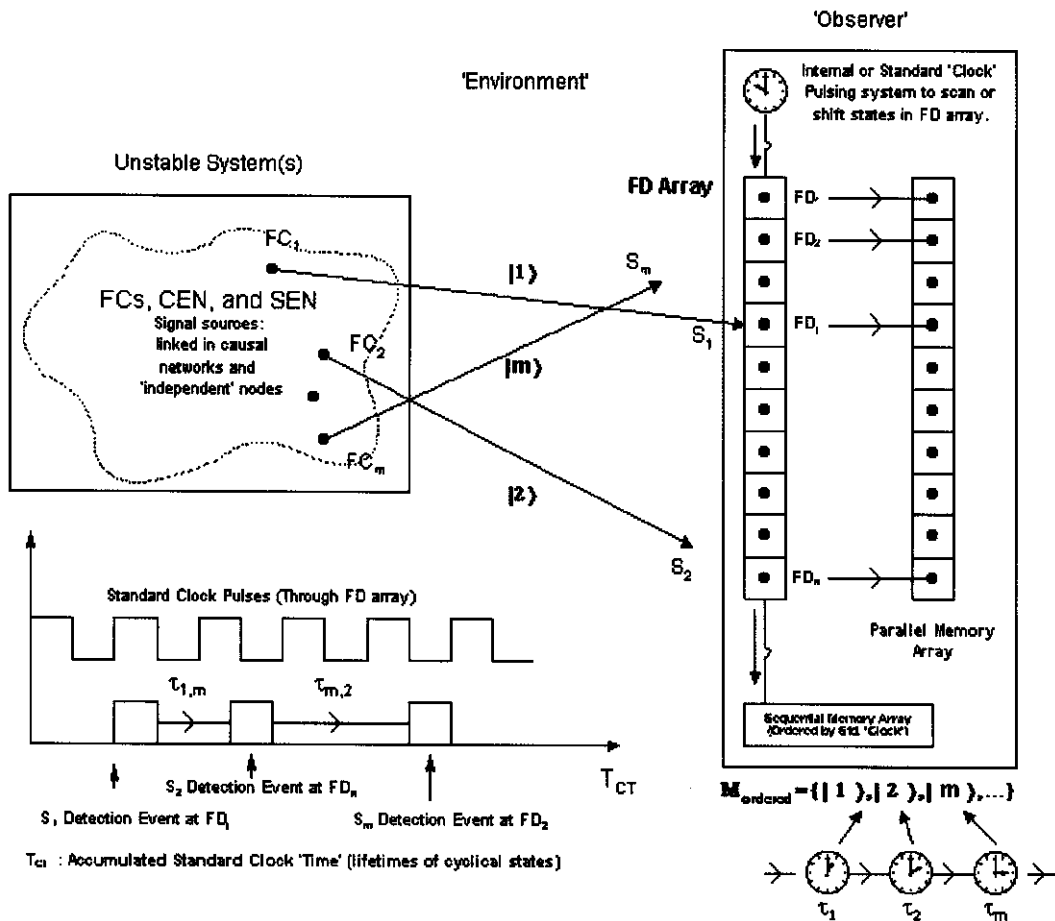 'Observer'
'Environment'
Internal or Standard 'Clock'
Pulsing system to scan or
shift states in FD array.
Unstable System(s)
FD Array
FD₁
FD₂
FC₁
|1⟩
Sₘ
FCs, CEN, and SEN
Signal sources:
linked in causal
networks and
'independent' nodes
FC₂
S₁
FDᵢ
|m⟩
FCₘ
|2⟩
S₂
FDₙ
Standard Clock Pulses (Through FD array)
Parallel Memory
Array
τ₁,ₘ
τₘ,₂
Sequential Memory Array
(Ordered by Std. 'Clock')
T_CT
S₂ Detection Event at FDₙ
M_ordered={|1⟩,|2⟩,|m⟩,...}
S₁ Detection Event at FDᵢ
Sₘ Detection Event at FD₂
T_CT : Accumulated Standard Clock 'Time' (lifetimes of cyclical states)
τ₁
τ₂
τₘ